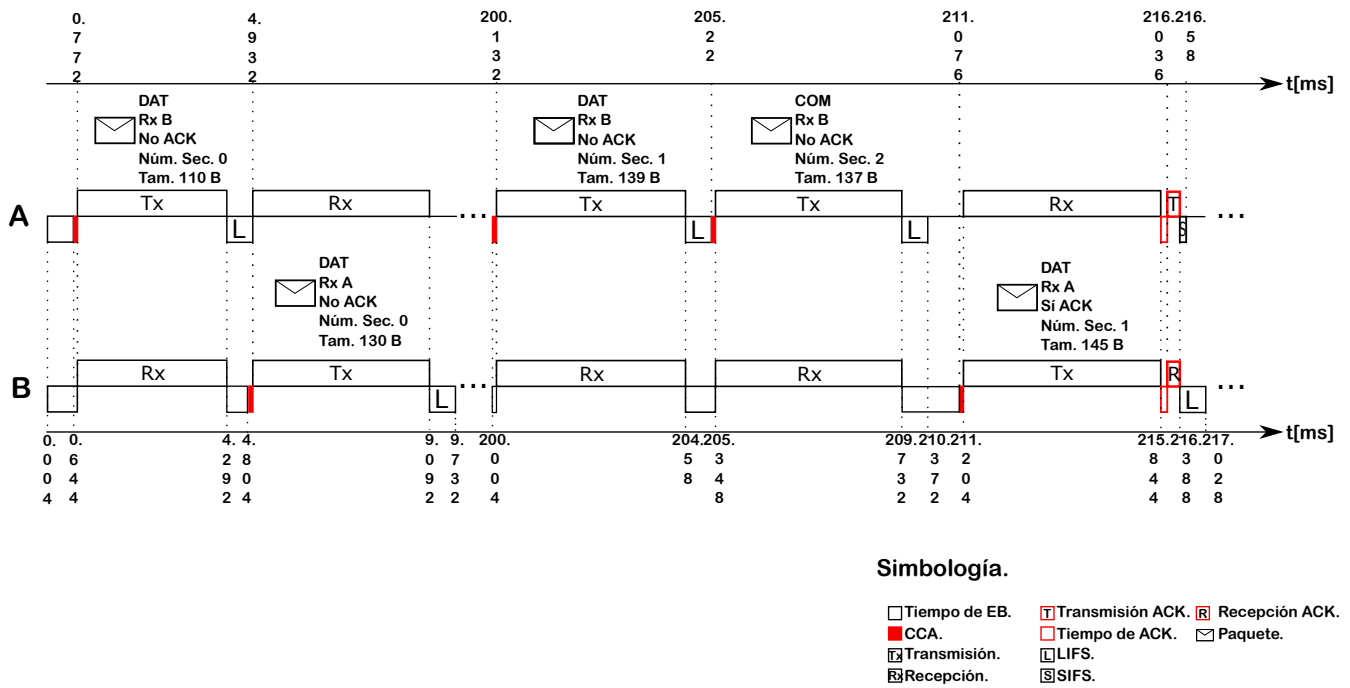 0.772 4.932 200.132 205.22 211.076 216.036 216.58
t[ms]
DAT
Rx B
No ACK
Núm. Sec. 0
Tam. 110 B
DAT
Rx B
No ACK
Núm. Sec. 1
Tam. 139 B
COM
Rx B
No ACK
Núm. Sec. 2
Tam. 137 B
A
Tx L Rx ... Tx L Tx L Rx T S ...
DAT
Rx A
No ACK
Núm. Sec. 0
Tam. 130 B
DAT
Rx A
Sí ACK
Núm. Sec. 1
Tam. 145 B
B
Rx Tx L ... Rx Rx Tx R L ...
t[ms]
0.004 0.644 4.292 4.804 9.092 9.732 200.004 204.58 205.348 209.732 210.372 211.204 215.844 216.388 217.028
Simbología.
Tiempo de EB.
CCA.
Tx Transmisión.
Rx Recepción.
T Transmisión ACK.
Tiempo de ACK.
L LIFS.
S SIFS.
R Recepción ACK.
Paquete.